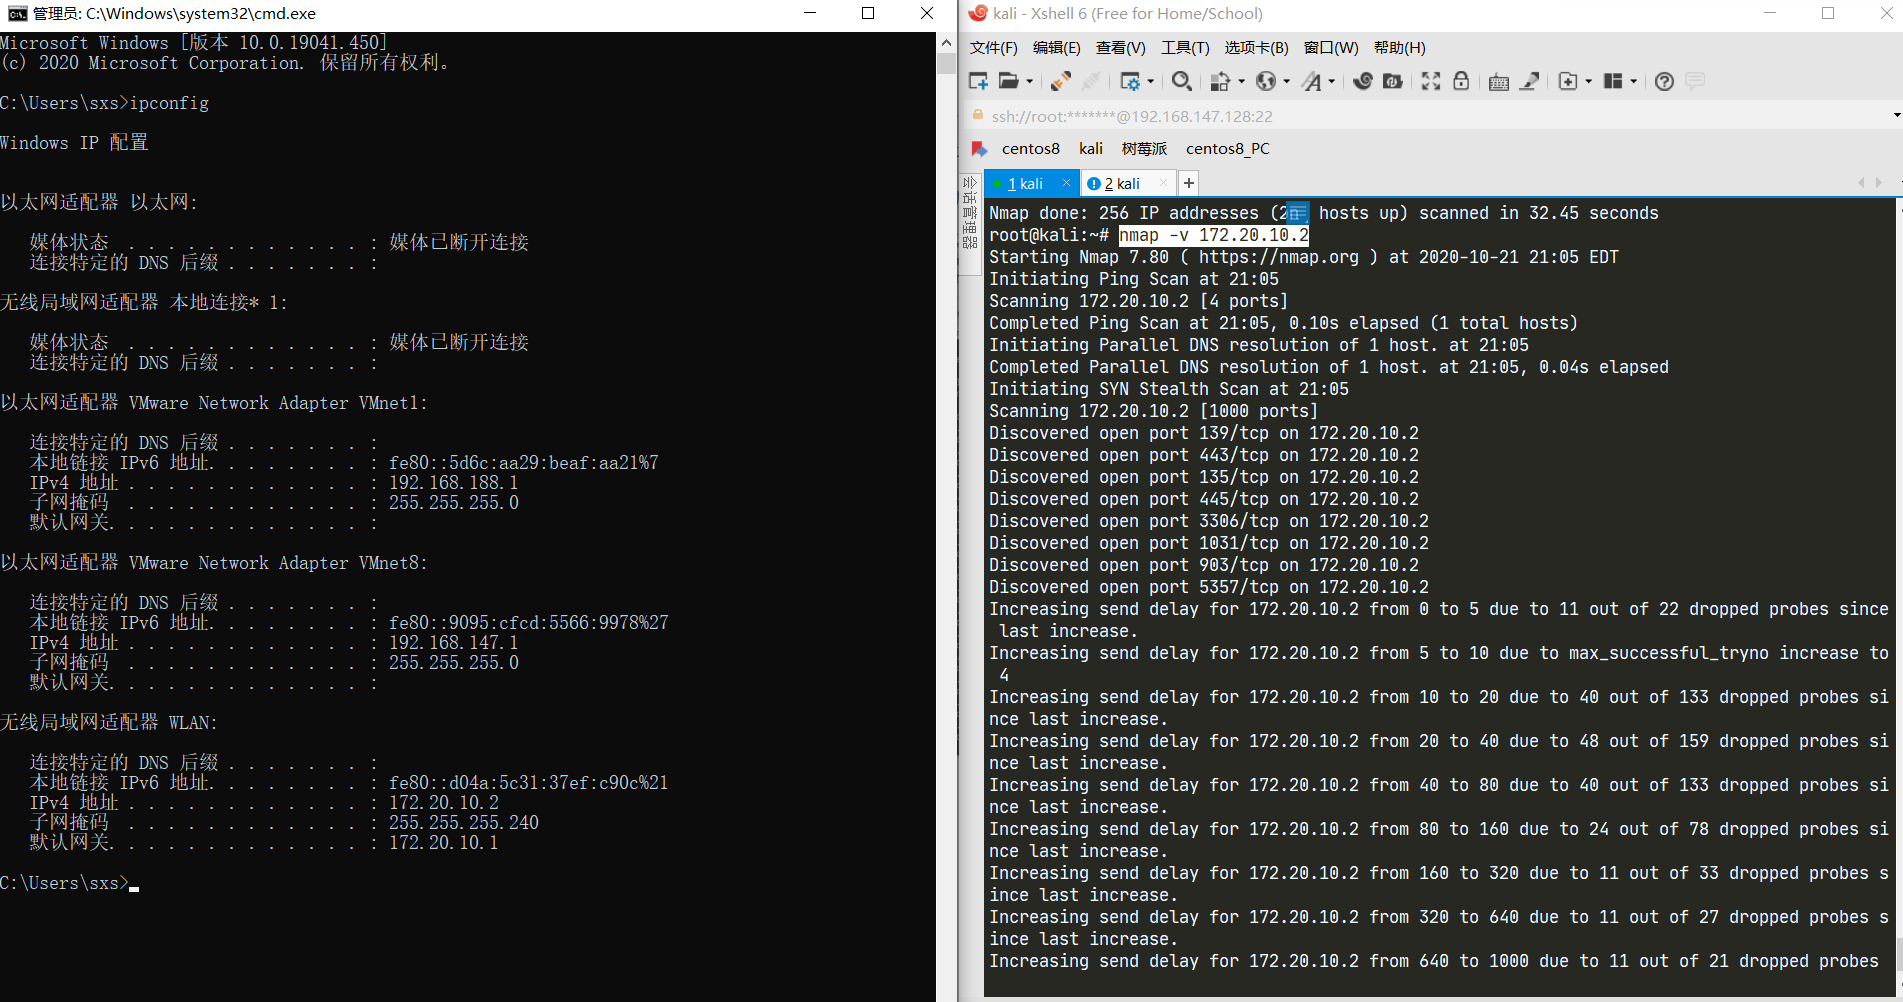 管理员: C:\Windows\system32\cmd.exe
Microsoft Windows [版本 10.0.19041.450]
(c) 2020 Microsoft Corporation. 保留所有权利。
C:\Users\sxs>ipconfig
Windows IP 配置
以太网适配器 以太网:
媒体状态 . . . . . . . . . . . . : 媒体已断开连接
连接特定的 DNS 后缀 . . . . . . . :
无线局域网适配器 本地连接* 1:
媒体状态 . . . . . . . . . . . . : 媒体已断开连接
连接特定的 DNS 后缀 . . . . . . . :
以太网适配器 VMware Network Adapter VMnet1:
连接特定的 DNS 后缀 . . . . . . . :
本地链接 IPv6 地址. . . . . . . . : fe80::5d6c:aa29:beaf:aa21%7
IPv4 地址 . . . . . . . . . . . . : 192.168.188.1
子网掩码 . . . . . . . . . . . . : 255.255.255.0
默认网关. . . . . . . . . . . . . :
以太网适配器 VMware Network Adapter VMnet8:
连接特定的 DNS 后缀 . . . . . . . :
本地链接 IPv6 地址. . . . . . . . : fe80::9095:cfcd:5566:9978%27
IPv4 地址 . . . . . . . . . . . . : 192.168.147.1
子网掩码 . . . . . . . . . . . . : 255.255.255.0
默认网关. . . . . . . . . . . . . :
无线局域网适配器 WLAN:
连接特定的 DNS 后缀 . . . . . . . :
本地链接 IPv6 地址. . . . . . . . : fe80::d04a:5c31:37ef:c90c%21
IPv4 地址 . . . . . . . . . . . . : 172.20.10.2
子网掩码 . . . . . . . . . . . . : 255.255.255.240
默认网关. . . . . . . . . . . . . : 172.20.10.1
C:\Users\sxs>
kali - Xshell 6 (Free for Home/School)
文件(F) 编辑(E) 查看(V) 工具(T) 选项卡(B) 窗口(W) 帮助(H)
ssh://root:*******@192.168.147.128:22
centos8 kali 树莓派 centos8_PC
会话管理器
1 kali × 2 kali × +
Nmap done: 256 IP addresses (2 hosts up) scanned in 32.45 seconds
root@kali:~# nmap -v 172.20.10.2
Starting Nmap 7.80 ( https://nmap.org ) at 2020-10-21 21:05 EDT
Initiating Ping Scan at 21:05
Scanning 172.20.10.2 [4 ports]
Completed Ping Scan at 21:05, 0.10s elapsed (1 total hosts)
Initiating Parallel DNS resolution of 1 host. at 21:05
Completed Parallel DNS resolution of 1 host. at 21:05, 0.04s elapsed
Initiating SYN Stealth Scan at 21:05
Scanning 172.20.10.2 [1000 ports]
Discovered open port 139/tcp on 172.20.10.2
Discovered open port 443/tcp on 172.20.10.2
Discovered open port 135/tcp on 172.20.10.2
Discovered open port 445/tcp on 172.20.10.2
Discovered open port 3306/tcp on 172.20.10.2
Discovered open port 1031/tcp on 172.20.10.2
Discovered open port 903/tcp on 172.20.10.2
Discovered open port 5357/tcp on 172.20.10.2
Increasing send delay for 172.20.10.2 from 0 to 5 due to 11 out of 22 dropped probes since
last increase.
Increasing send delay for 172.20.10.2 from 5 to 10 due to max_successful_tryno increase to
4
Increasing send delay for 172.20.10.2 from 10 to 20 due to 40 out of 133 dropped probes si
nce last increase.
Increasing send delay for 172.20.10.2 from 20 to 40 due to 48 out of 159 dropped probes si
nce last increase.
Increasing send delay for 172.20.10.2 from 40 to 80 due to 40 out of 133 dropped probes si
nce last increase.
Increasing send delay for 172.20.10.2 from 80 to 160 due to 24 out of 78 dropped probes si
nce last increase.
Increasing send delay for 172.20.10.2 from 160 to 320 due to 11 out of 33 dropped probes s
ince last increase.
Increasing send delay for 172.20.10.2 from 320 to 640 due to 11 out of 27 dropped probes s
ince last increase.
Increasing send delay for 172.20.10.2 from 640 to 1000 due to 11 out of 21 dropped probes